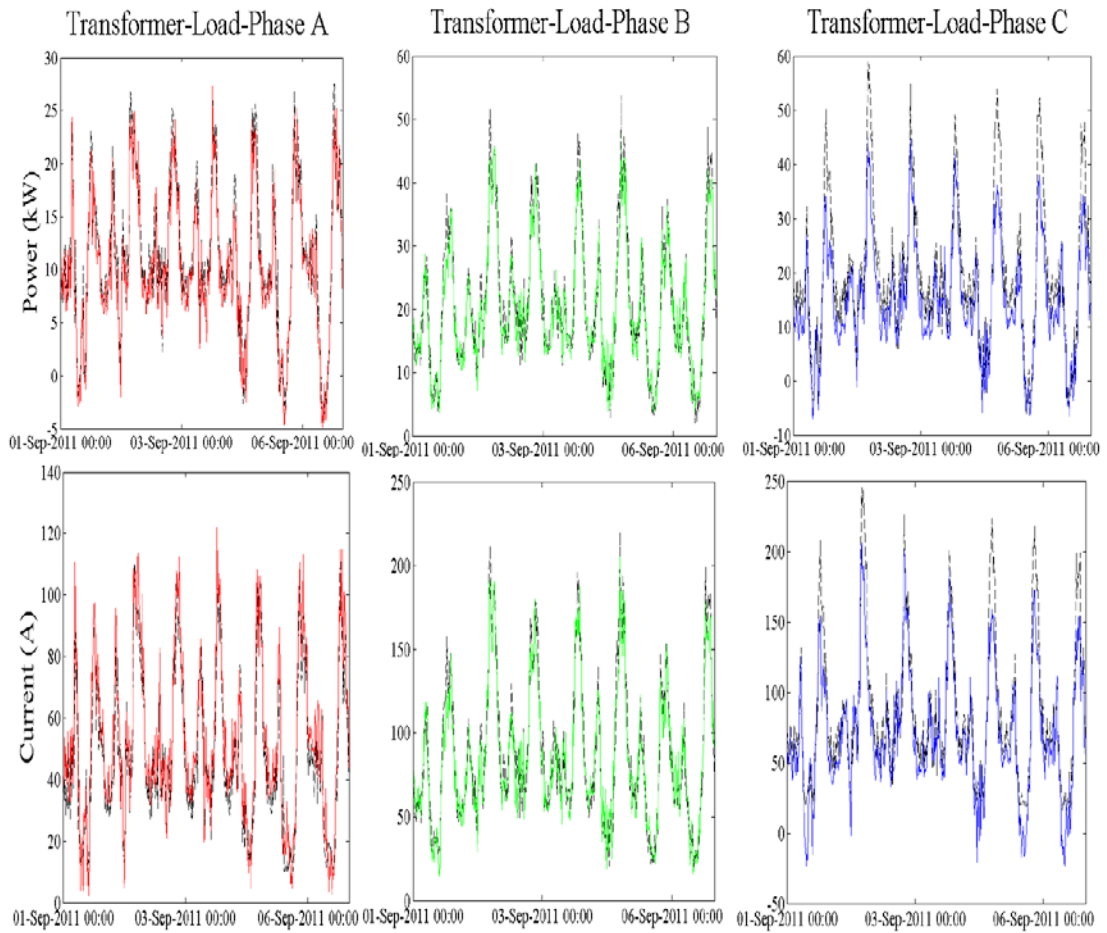 Transformer-Load-Phase A
Transformer-Load-Phase B
Transformer-Load-Phase C
Power (kW)
30
25
20
15
10
5
0
-5
01-Sep-2011 00:00
03-Sep-2011 00:00
06-Sep-2011 00:00
60
50
40
30
20
10
0
01-Sep-2011 00:00
03-Sep-2011 00:00
06-Sep-2011 00:00
60
50
40
30
20
10
0
-10
01-Sep-2011 00:00
03-Sep-2011 00:00
06-Sep-2011 00:00
Current (A)
140
120
100
80
60
40
20
0
01-Sep-2011 00:00
03-Sep-2011 00:00
06-Sep-2011 00:00
250
200
150
100
50
0
01-Sep-2011 00:00
03-Sep-2011 00:00
06-Sep-2011 00:00
250
200
150
100
50
0
-50
01-Sep-2011 00:00
03-Sep-2011 00:00
06-Sep-2011 00:00